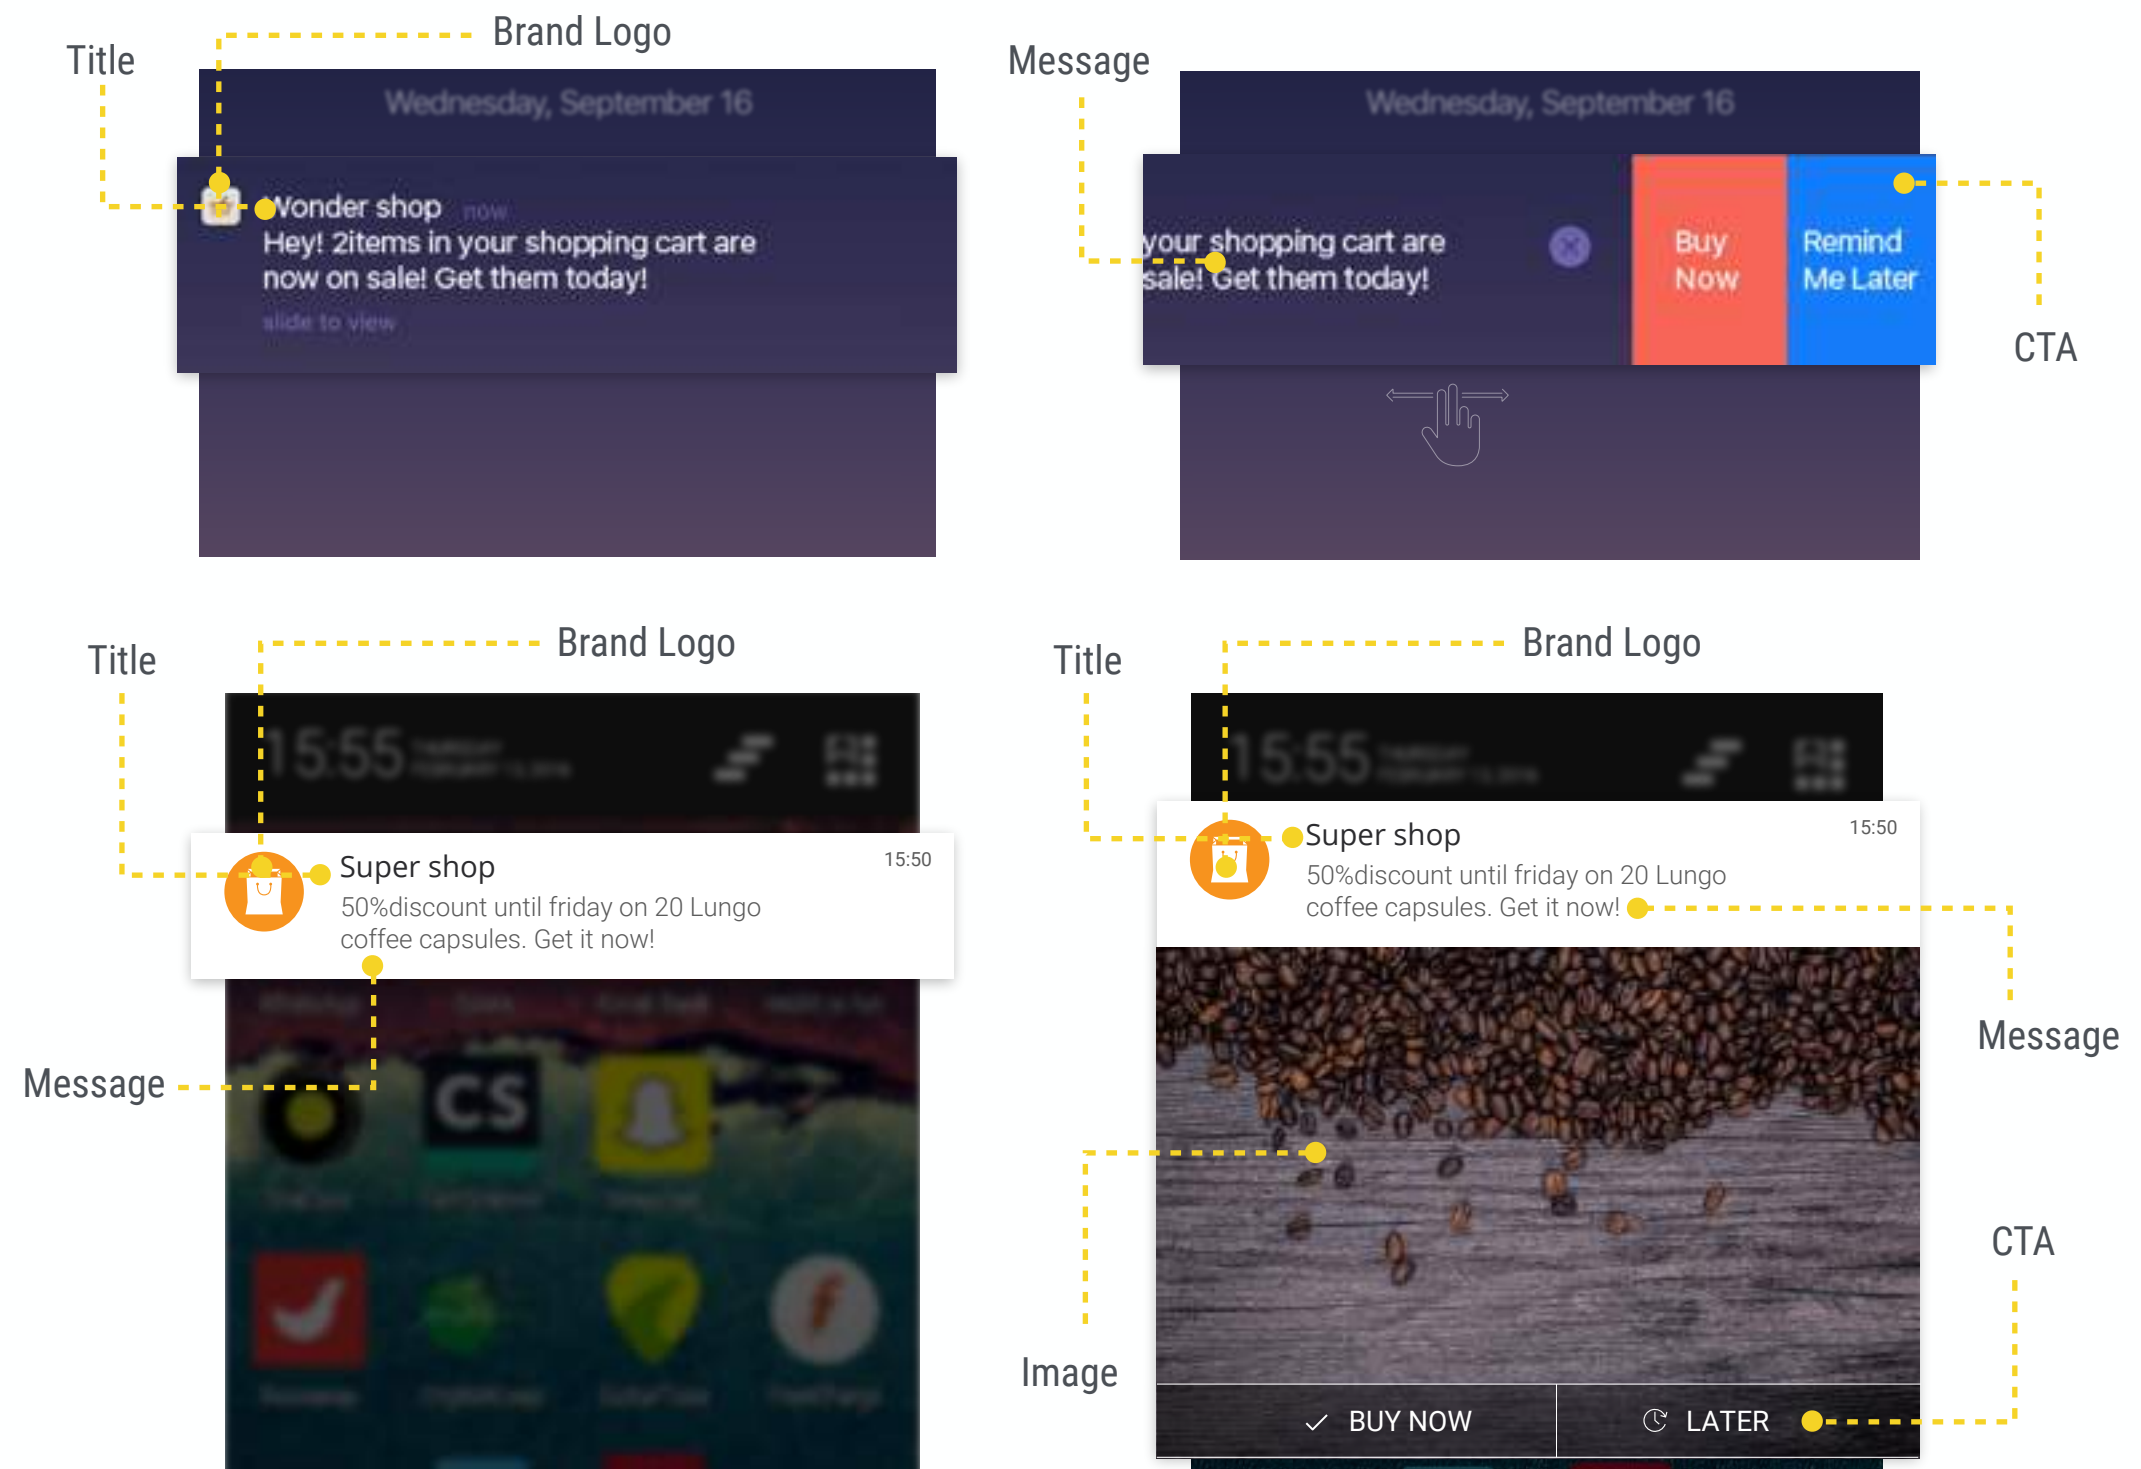 Brand Logo
Title
Wednesday, September 16
Wonder shop now
Hey! 2items in your shopping cart are
now on sale! Get them today!
slide to view
Message
Wednesday, September 16
your shopping cart are
sale! Get them today!
Buy
Now
Remind
Me Later
CTA
Brand Logo
Title
15:55 THURSDAY
Super shop
15:50
50%discount until friday on 20 Lungo
coffee capsules. Get it now!
Message
CS
Brand Logo
Title
15:55 THURSDAY
Super shop
15:50
50%discount until friday on 20 Lungo
coffee capsules. Get it now!
Message
Image
CTA
BUY NOW
LATER